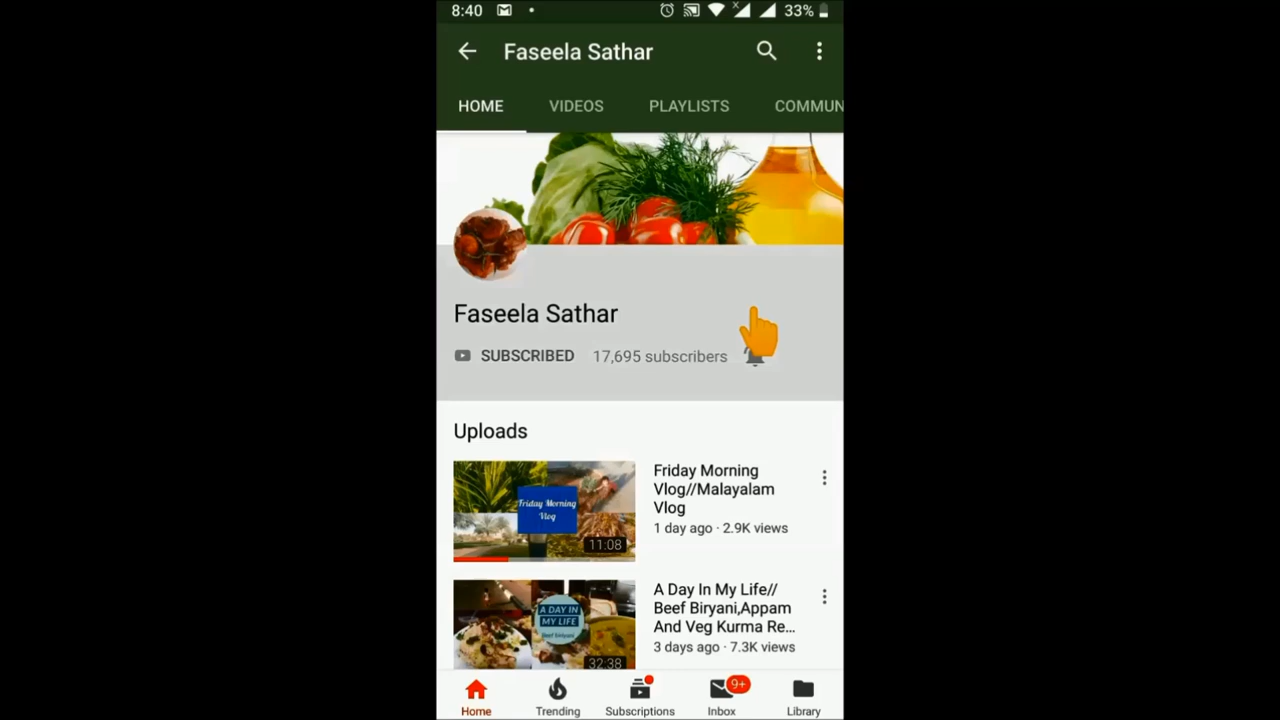 8:40
33%
Faseela Sathar
HOME VIDEOS PLAYLISTS COMMUN
Faseela Sathar
SUBSCRIBED 17,695 subscribers
Uploads
Friday Morning
Vlog
11:08
Friday Morning
Vlog//Malayalam
Vlog
1 day ago · 2.9K views
A DAY IN
MY LIFE
Beef Biriyani
32:38
A Day In My Life//
Beef Biryani,Appam
And Veg Kurma Re...
3 days ago · 7.3K views
9+
Home Trending Subscriptions Inbox Library